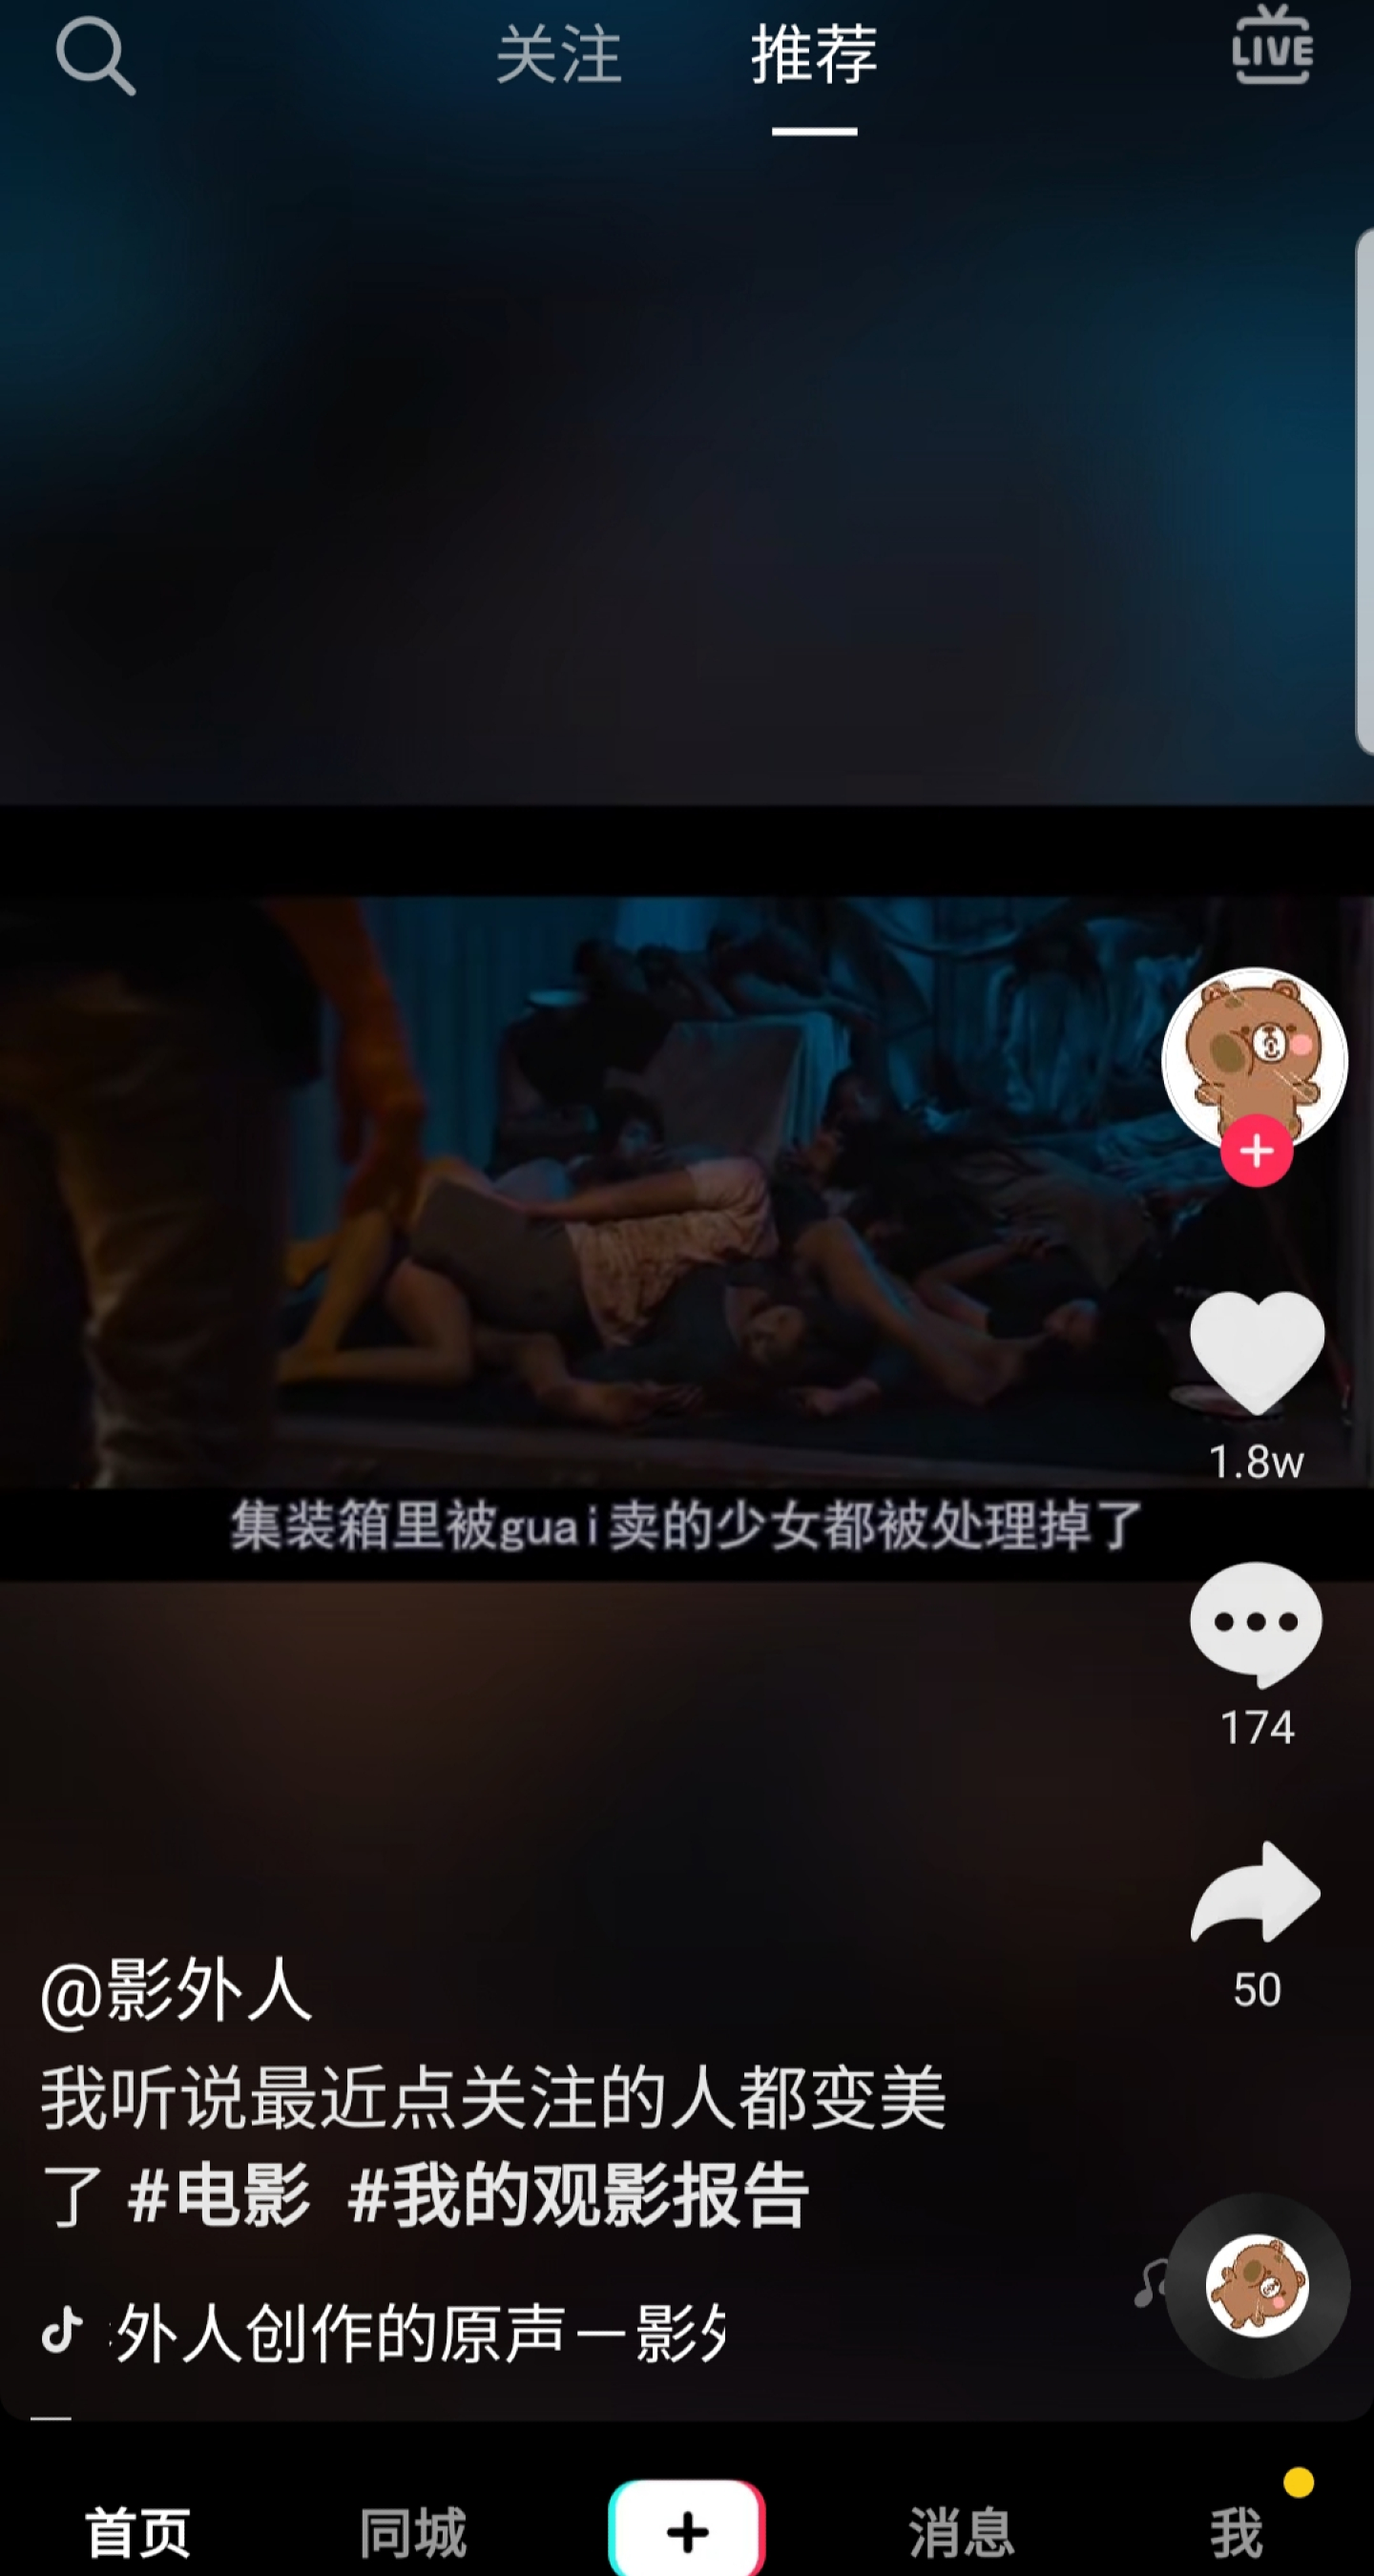 关注 推荐 LIVE
集装箱里被guai卖的少女都被处理掉了
1.8w
174
50
@影外人
我听说最近点关注的人都变美
了 #电影 #我的观影报告
外人创作的原声－影
首页 同城 消息 我